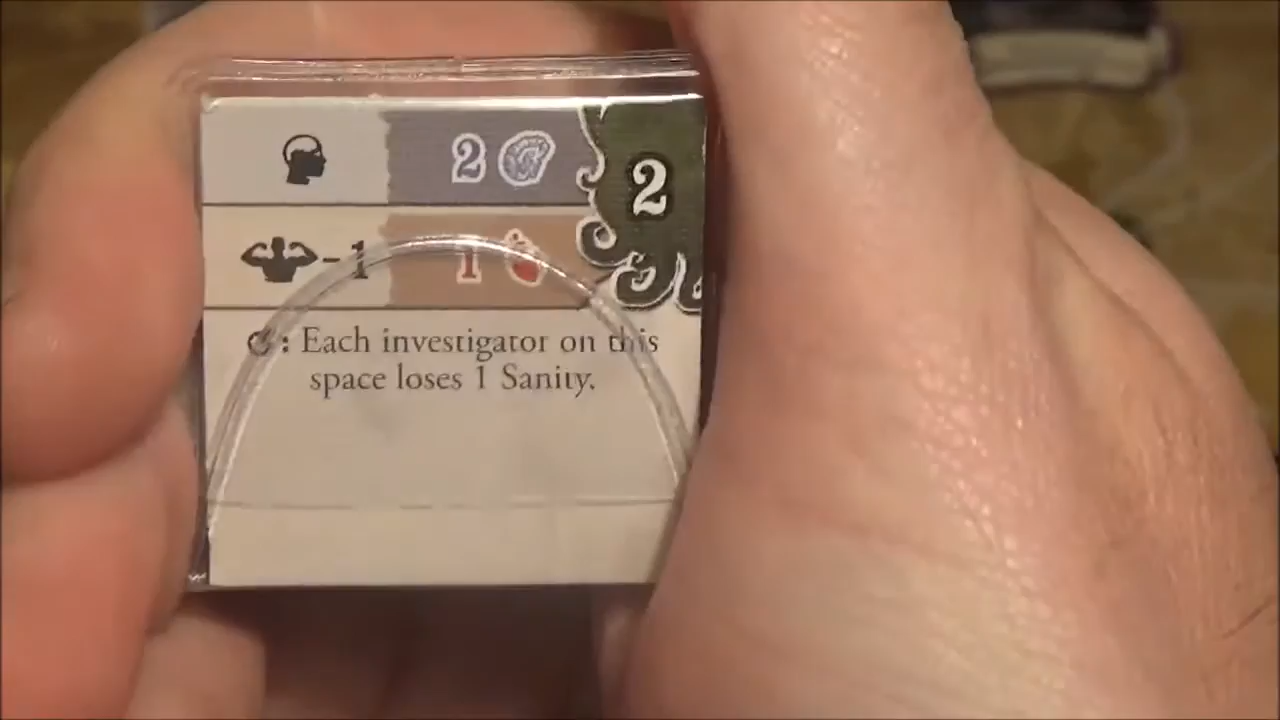 2 2
-1 1
: Each investigator on this
space loses 1 Sanity.